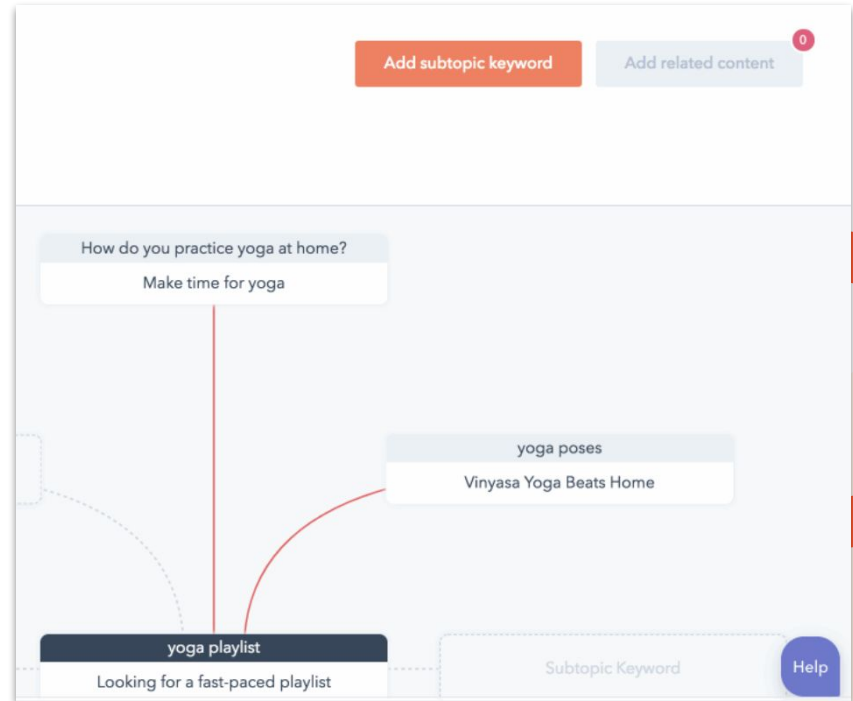 0
Add subtopic keyword
Add related content
How do you practice yoga at home?
Make time for yoga
yoga poses
Vinyasa Yoga Beats Home
yoga playlist
Looking for a fast-paced playlist
Subtopic Keyword
Help